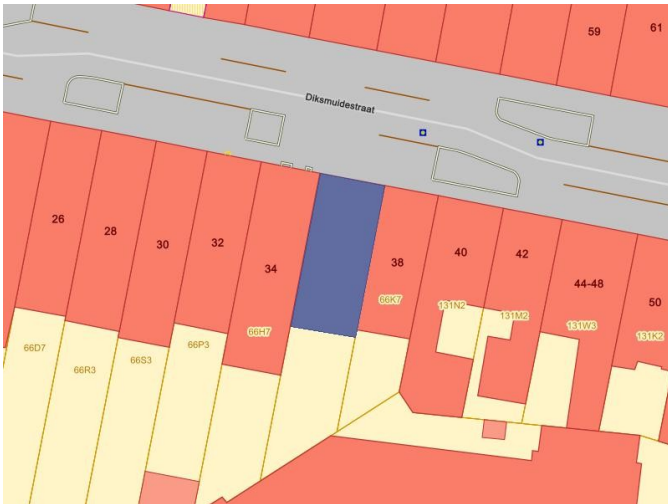 59
61
Diksmuidestraat
26
28
30
32
34
38
40
42
44-48
50
66D7
66R3
66S3
66P3
66H7
66K7
131N2
131M2
131W3
131K2